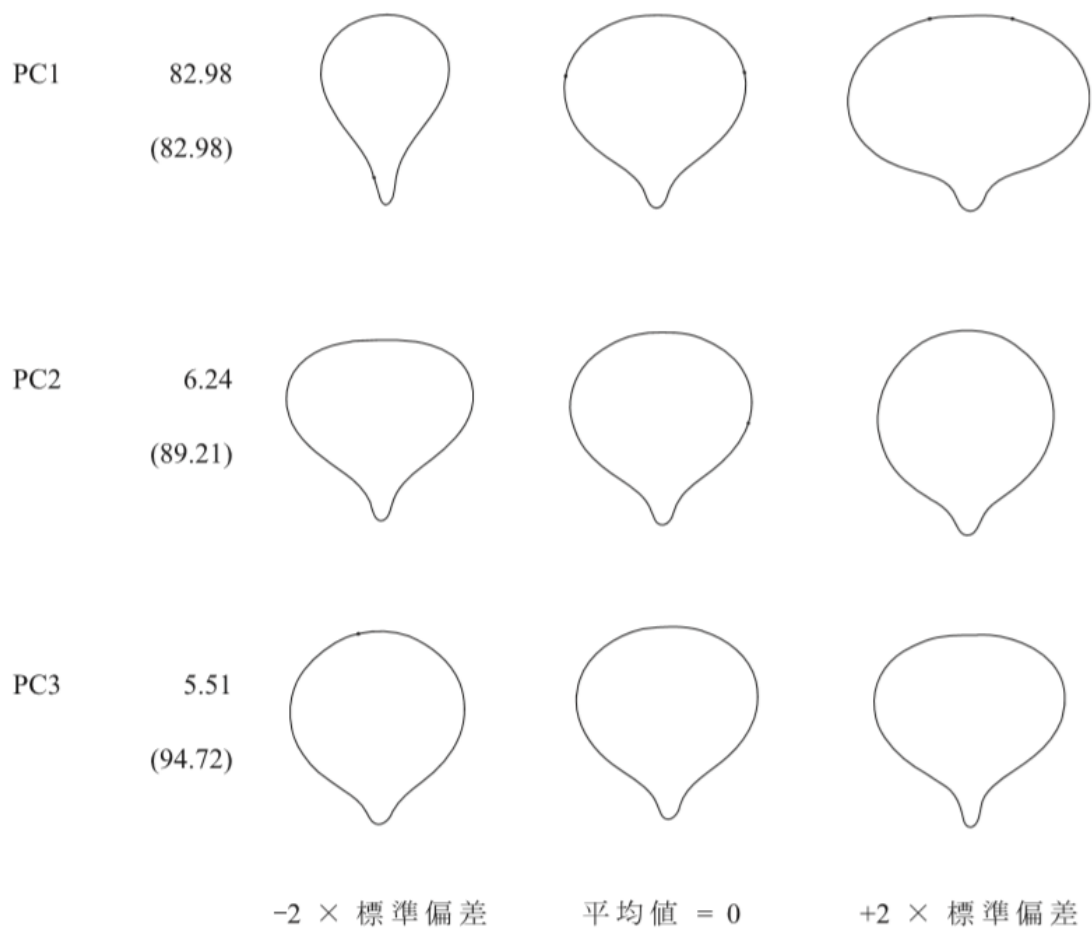 PC1 82.98
(82.98)
PC2 6.24
(89.21)
PC3 5.51
(94.72)
−2 × 標準偏差 平均値 = 0 +2 × 標準偏差